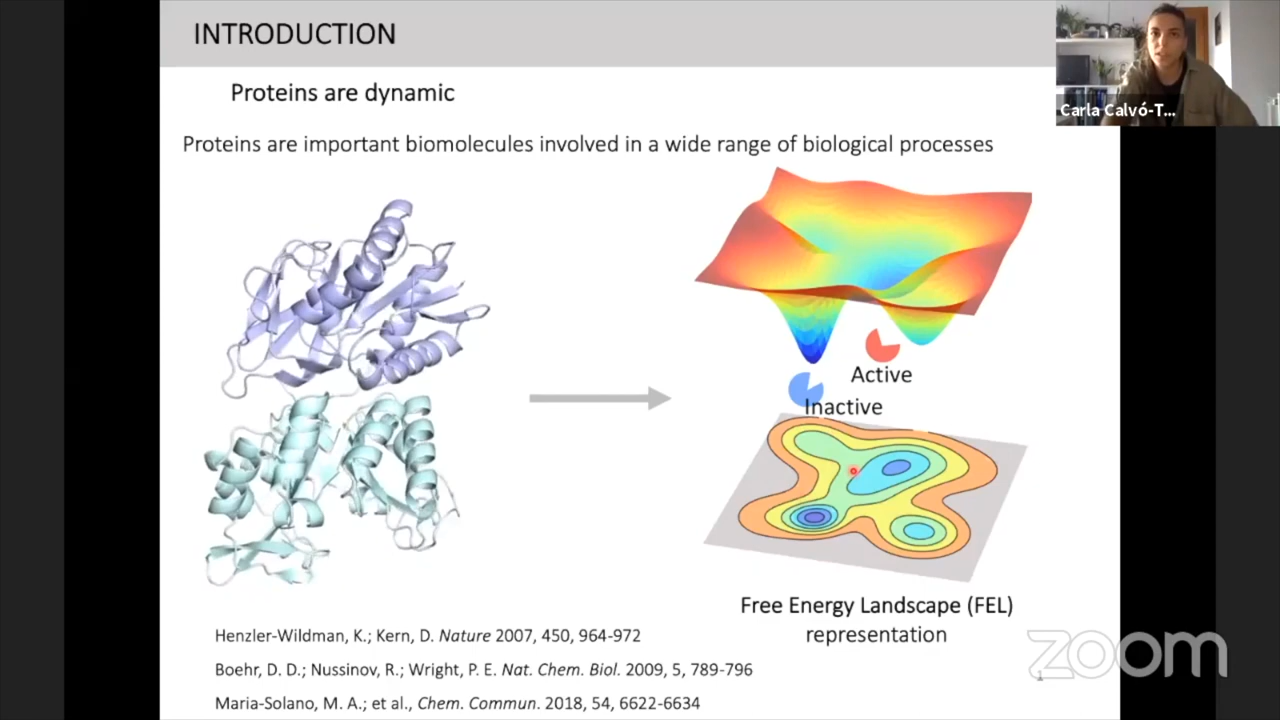 INTRODUCTION
Carla Calvó-T...
Proteins are dynamic
Proteins are important biomolecules involved in a wide range of biological processes
Active
Inactive
Free Energy Landscape (FEL)
representation
Henzler-Wildman, K.; Kern, D. Nature 2007, 450, 964-972
Boehr, D. D.; Nussinov, R.; Wright, P. E. Nat. Chem. Biol. 2009, 5, 789-796
Maria-Solano, M. A.; et al., Chem. Commun. 2018, 54, 6622-6634
zoom
1